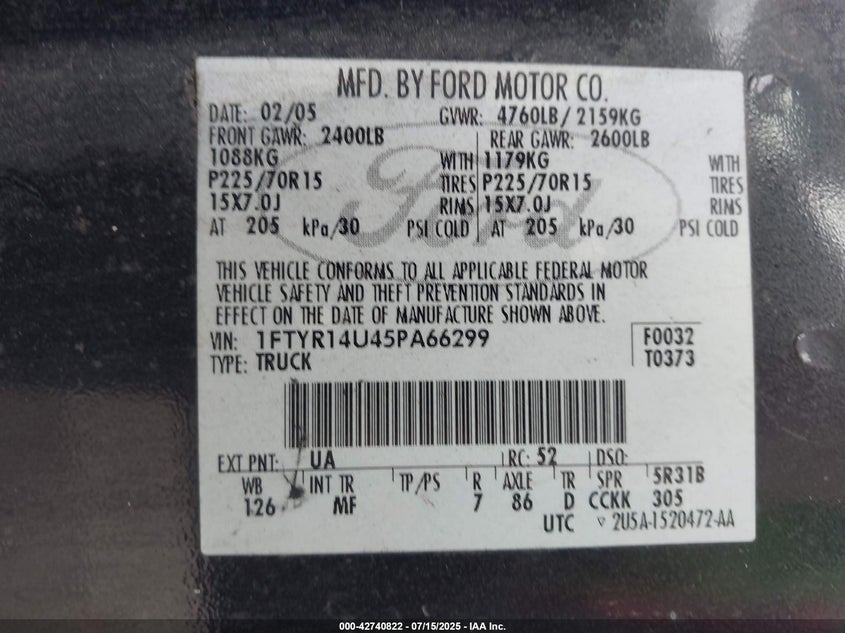 MFD. BY FORD MOTOR CO.
DATE: 02/05 GVWR: 4760LB/ 2159KG
FRONT GAWR: 2400LB REAR GAWR: 2600LB
1088KG WITH 1179KG WITH
P225/70R15 TIRES P225/70R15 TIRES
15X7.0J RIMS 15X7.0J RIMS
AT 205 kPa/30 PSI COLD AT 205 kPa/30 PSI COLD
Ford
THIS VEHICLE CONFORMS TO ALL APPLICABLE FEDERAL MOTOR
VEHICLE SAFETY AND THEFT PREVENTION STANDARDS IN
EFFECT ON THE DATE OF MANUFACTURE SHOWN ABOVE.
VIN: 1FTYR14U45PA66299 F0032
TYPE: TRUCK T0373
EXT PNT: UA RC: 52 DSO:
WB INT TR TP/PS R AXLE TR SPR 5R31B
126 MF 7 86 D CCKK 305
UTC ▽ 2U5A-1520472-AA
000-42740822 - 07/15/2025 - IAA Inc.